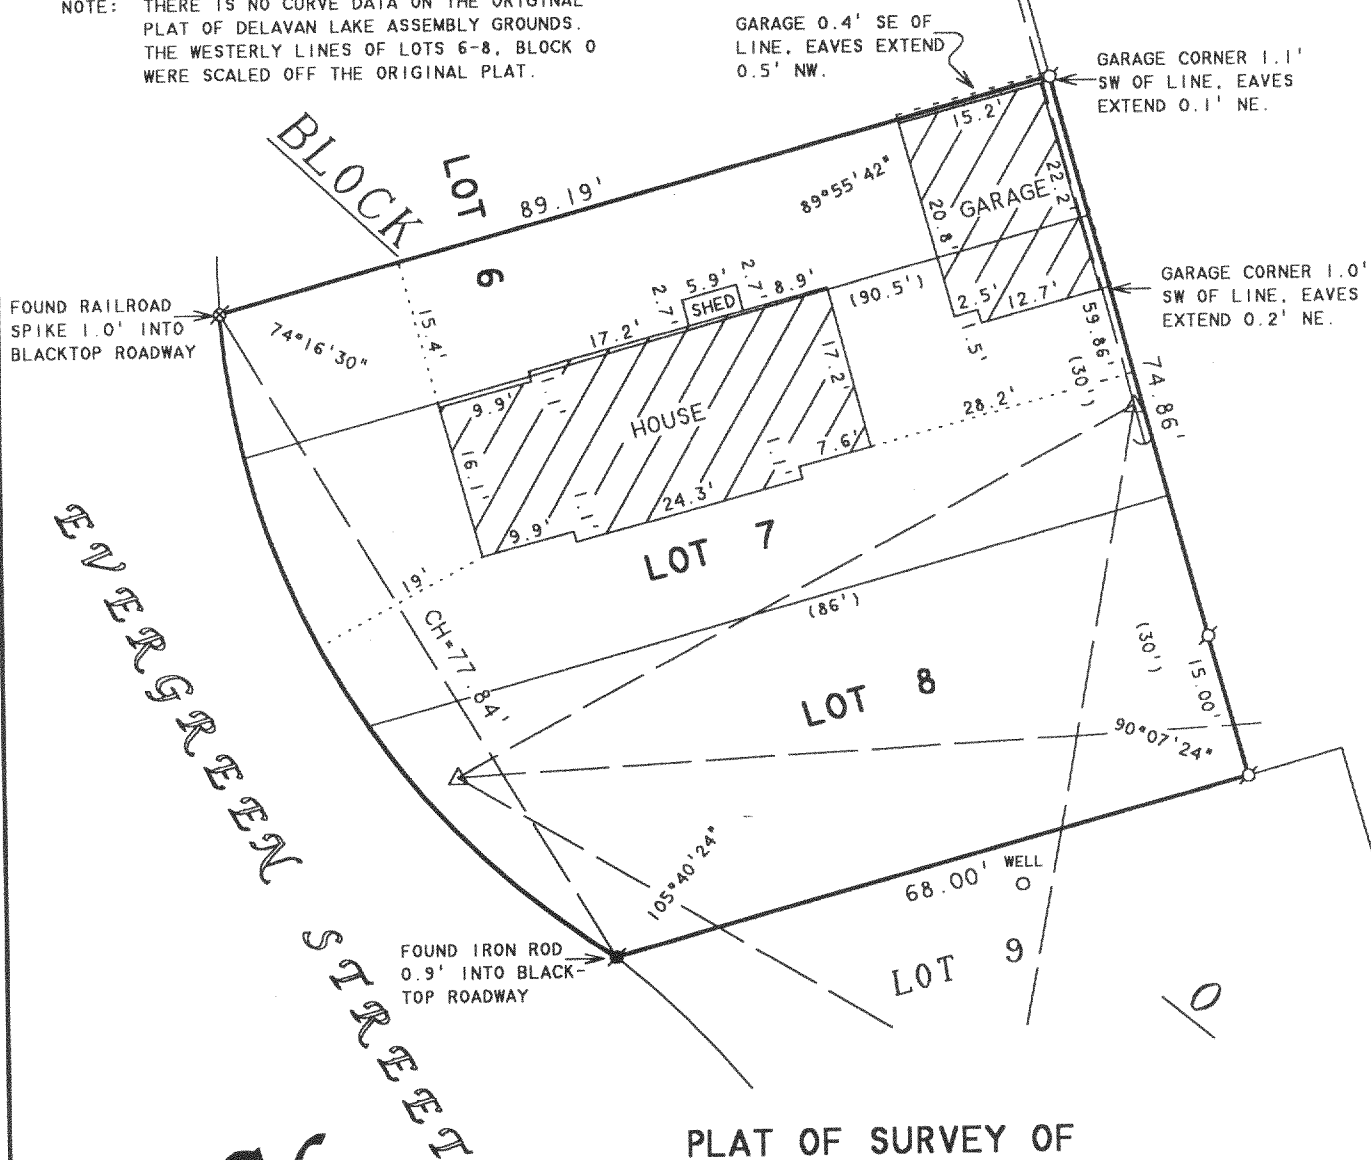 NOTE: THERE IS NO CURVE DATA ON THE ORIGINAL
PLAT OF DELAVAN LAKE ASSEMBLY GROUNDS.
THE WESTERLY LINES OF LOTS 6-8, BLOCK O
WERE SCALED OFF THE ORIGINAL PLAT.
GARAGE 0.4' SE OF
LINE, EAVES EXTEND
0.5' NW.
GARAGE CORNER 1.1'
SW OF LINE, EAVES
EXTEND 0.1' NE.
BLOCK
LOT 6
89.19'
89°55'42"
15.2'
GARAGE
22.2'
20.8'
2.5'
12.7'
1.5'
GARAGE CORNER 1.0'
SW OF LINE, EAVES
EXTEND 0.2' NE.
FOUND RAILROAD
SPIKE 1.0' INTO
BLACKTOP ROADWAY
74°16'30"
15.4'
2.7'
5.9'
2.7'
SHED
8.9'
(90.5')
17.2'
17.2'
9.9'
HOUSE
16.1'
7.6'
24.3'
9.9'
28.2'
59.86'
(30')
74.86'
19'
LOT 7
CH=77.84'
(86')
LOT 8
(30')
15.00'
90°07'24"
105°40'24"
68.00'
WELL
LOT 9
O
FOUND IRON ROD
0.9' INTO BLACK-
TOP ROADWAY
EVERGREEN STREET
PLAT OF SURVEY OF